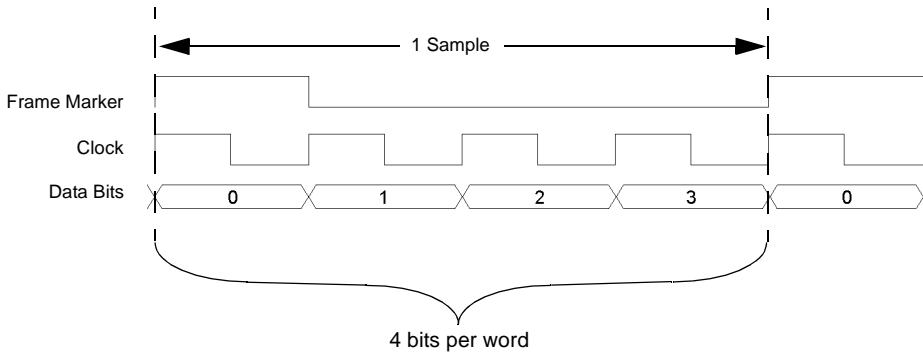 1 Sample
Frame Marker
Clock
Data Bits
0 1 2 3 0
4 bits per word